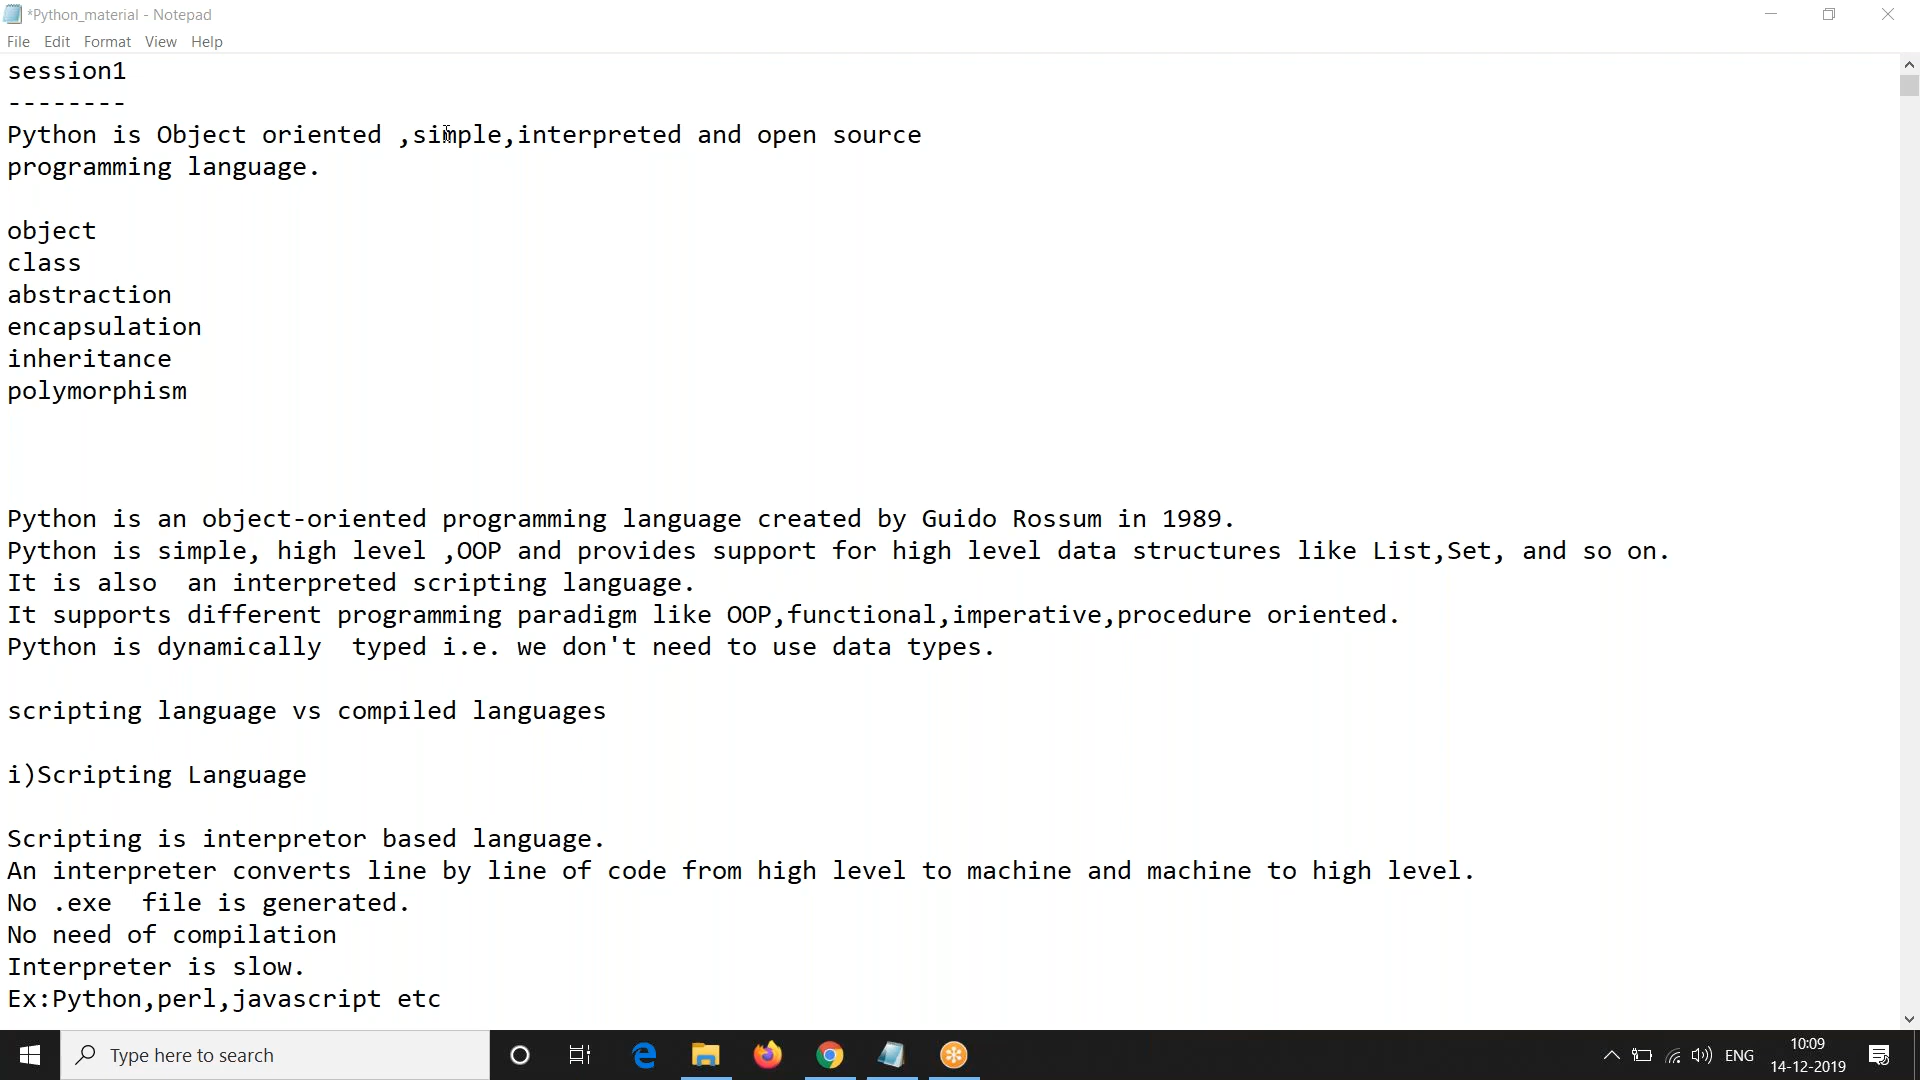 *Python_material - Notepad
File Edit Format View Help
session1
--------
Python is Object oriented ,simple,interpreted and open source
programming language.
object
class
abstraction
encapsulation
inheritance
polymorphism
Python is an object-oriented programming language created by Guido Rossum in 1989.
Python is simple, high level ,OOP and provides support for high level data structures like List,Set, and so on.
It is also  an interpreted scripting language.
It supports different programming paradigm like OOP,functional,imperative,procedure oriented.
Python is dynamically  typed i.e. we don't need to use data types.
scripting language vs compiled languages
i)Scripting Language
Scripting is interpretor based language.
An interpreter converts line by line of code from high level to machine and machine to high level.
No .exe  file is generated.
No need of compilation
Interpreter is slow.
Ex:Python,perl,javascript etc
Type here to search
ENG
10:09
14-12-2019